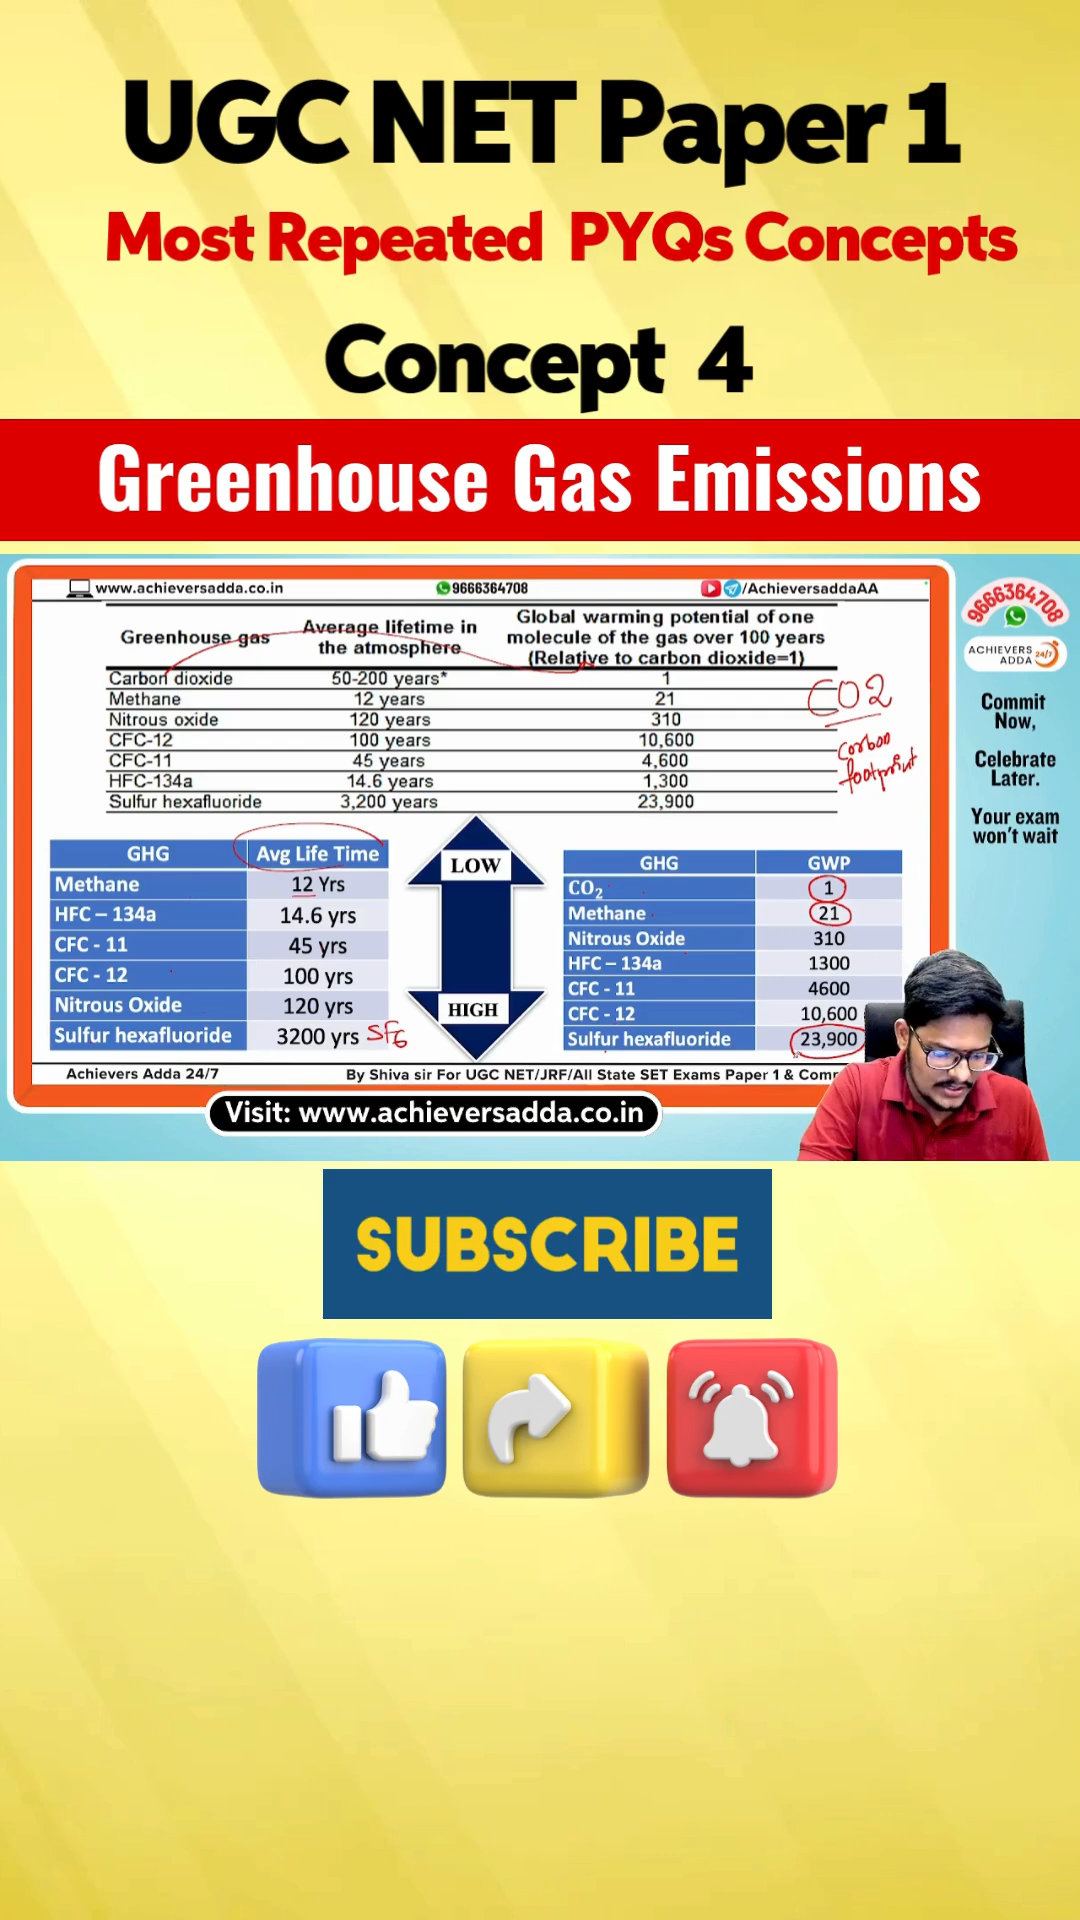 UGC NET Paper 1
Most Repeated PYQs Concepts
Concept 4
Greenhouse Gas Emissions
www.achieversadda.co.in 9666364708 /AchieversaddaAA
Greenhouse gas Average lifetime in the atmosphere Global warming potential of one molecule of the gas over 100 years (Relative to carbon dioxide=1)
Carbon dioxide 50-200 years* 1
Methane 12 years 21
Nitrous oxide 120 years 310
CFC-12 100 years 10,600
CFC-11 45 years 4,600
HFC-134a 14.6 years 1,300
Sulfur hexafluoride 3,200 years 23,900
CO2
Carbon
footprint
GHG Avg Life Time
Methane 12 Yrs
HFC – 134a 14.6 yrs
CFC - 11 45 yrs
CFC - 12 100 yrs
Nitrous Oxide 120 yrs
Sulfur hexafluoride 3200 yrs SF6
LOW
HIGH
GHG GWP
CO2 1
Methane 21
Nitrous Oxide 310
HFC – 134a 1300
CFC - 11 4600
CFC - 12 10,600
Sulfur hexafluoride 23,900
Achievers Adda 24/7 By Shiva sir For UGC NET/JRF/All State SET Exams Paper 1 &
9666364708
ACHIEVERS
ADDA 24/7
Commit
Now,
Celebrate
Later.
Your exam
won't wait
Visit: www.achieversadda.co.in
SUBSCRIBE